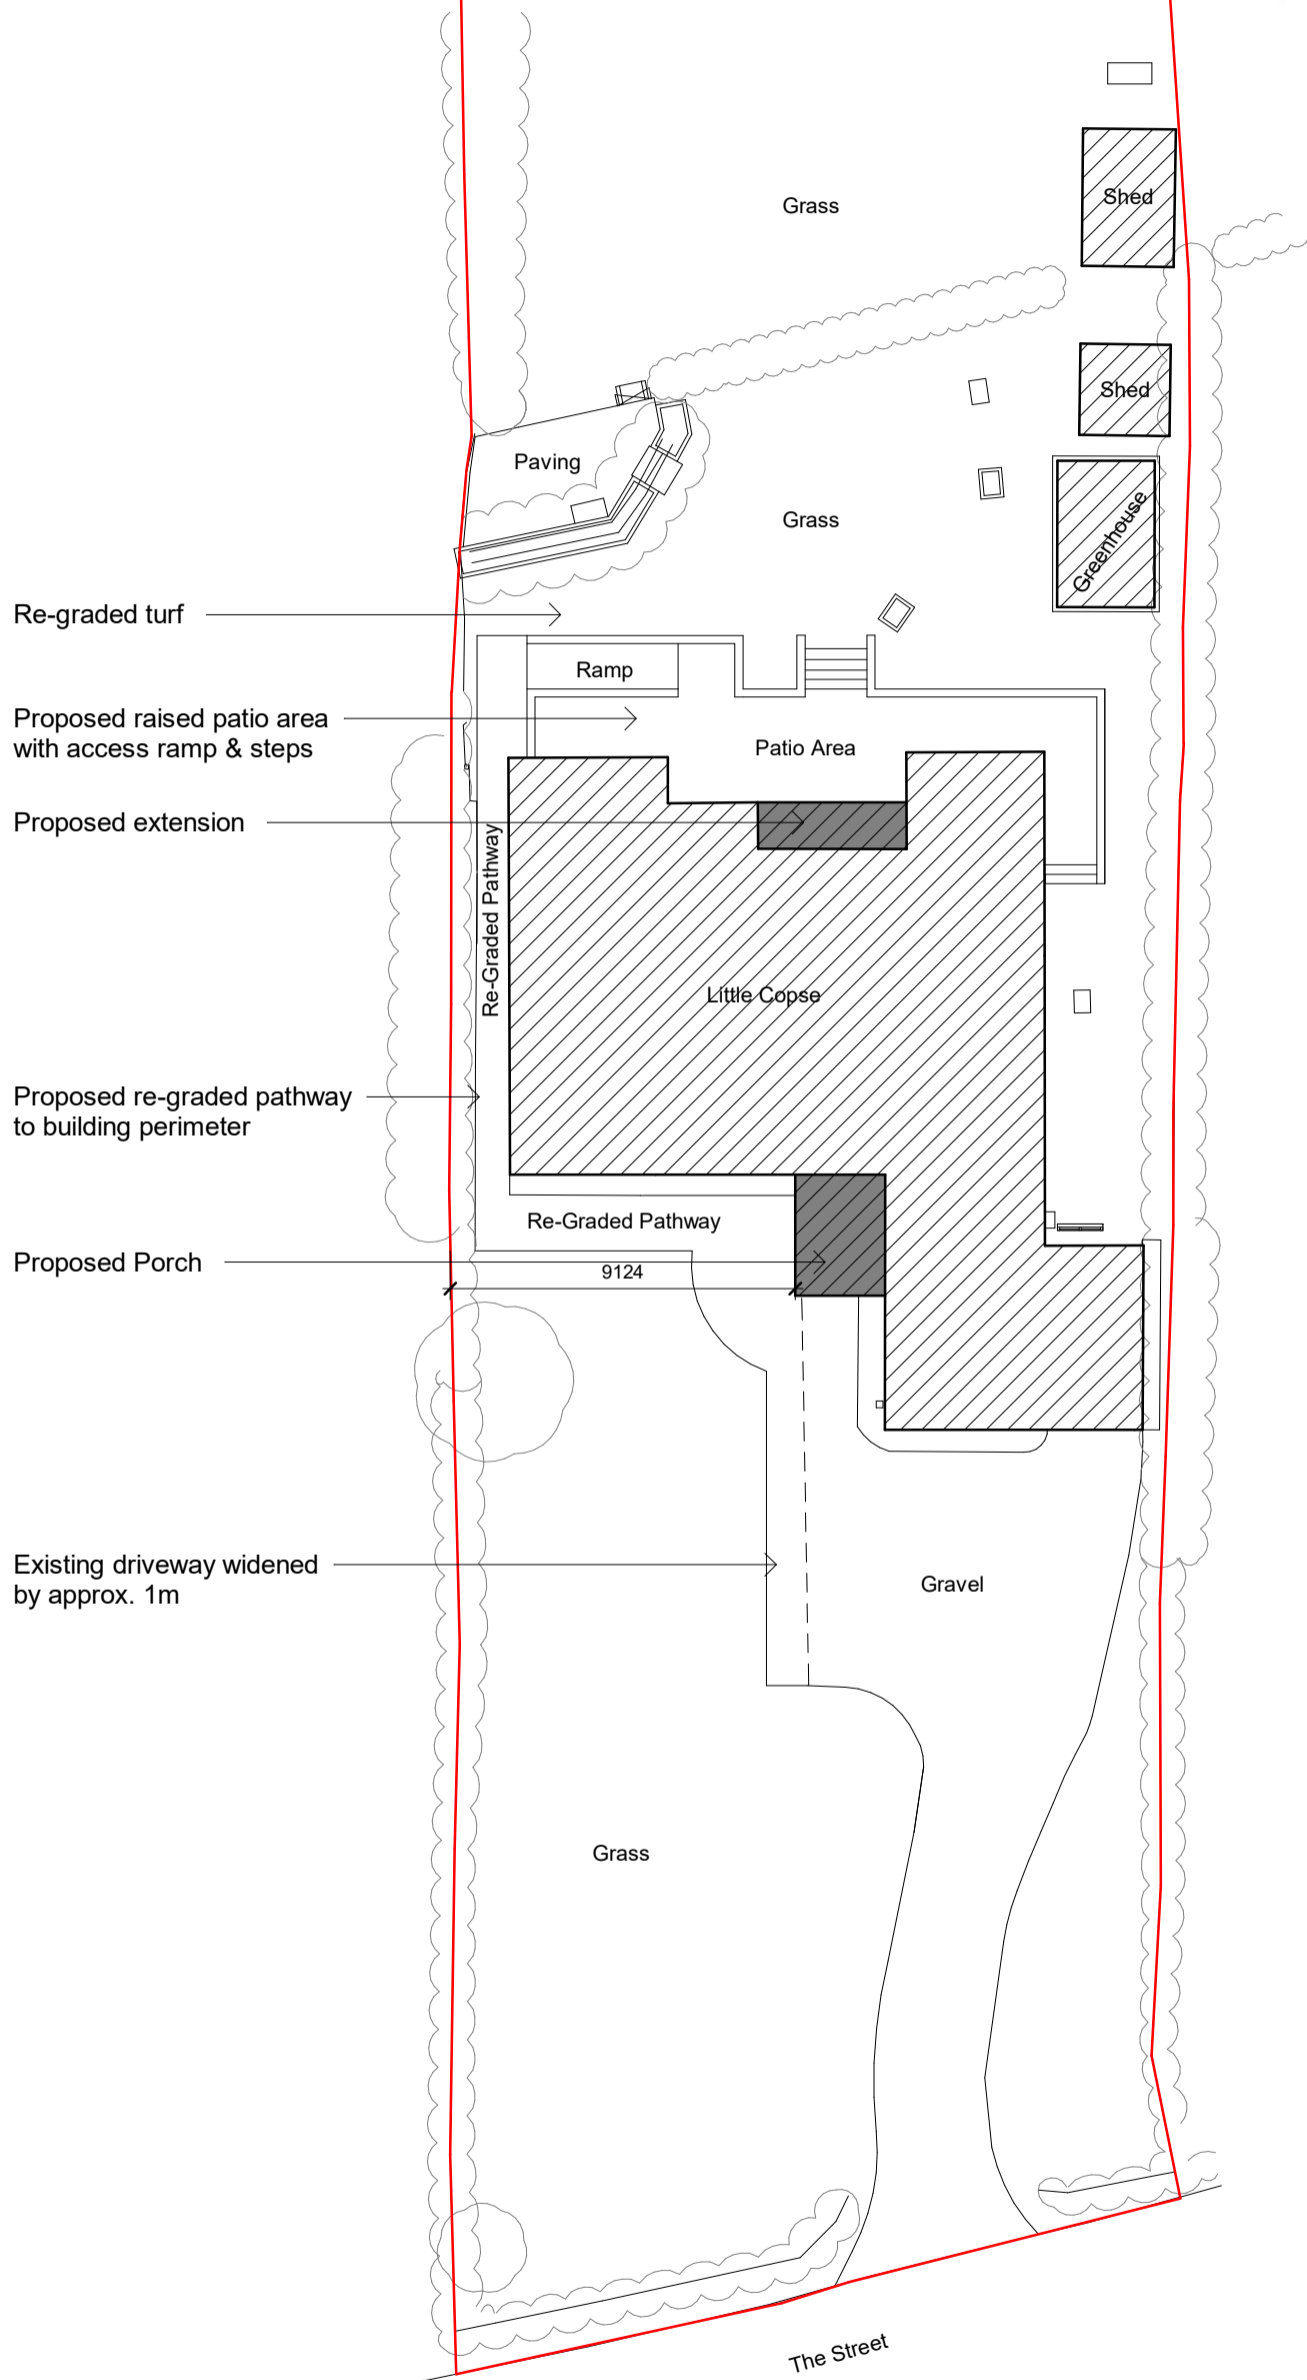 Shed
Grass
Shed
Paving
Grass
Greenhouse
Re-graded turf
Ramp
Proposed raised patio area
with access ramp & steps
Patio Area
Proposed extension
Re-Graded Pathway
Little Copse
Proposed re-graded pathway
to building perimeter
Re-Graded Pathway
Proposed Porch
9124
Existing driveway widened
by approx. 1m
Gravel
Grass
The Street